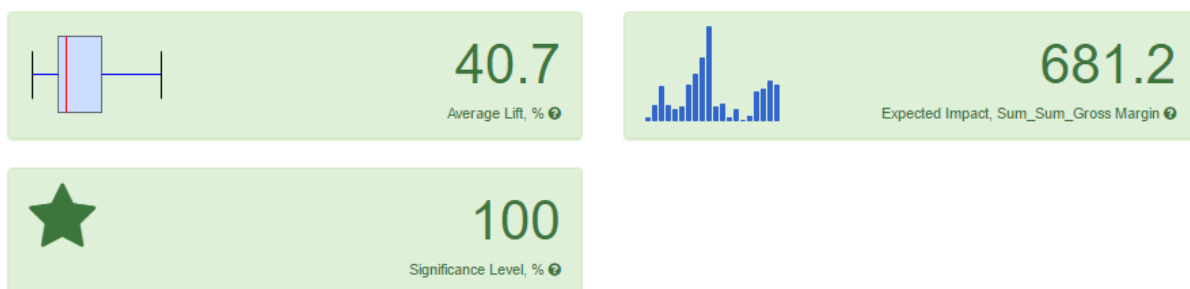 40.7
Average Lift, %
681.2
Expected Impact, Sum_Sum_Gross Margin
100
Significance Level, %